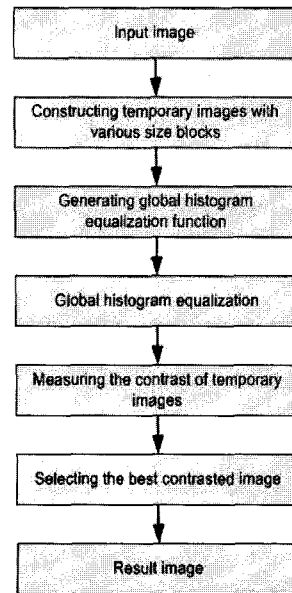 Input image
Constructing temporary images with
various size blocks
Generating global histogram
equalization function
Global histogram equalization
Measuring the contrast of temporary
images
Selecting the best contrasted image
Result image